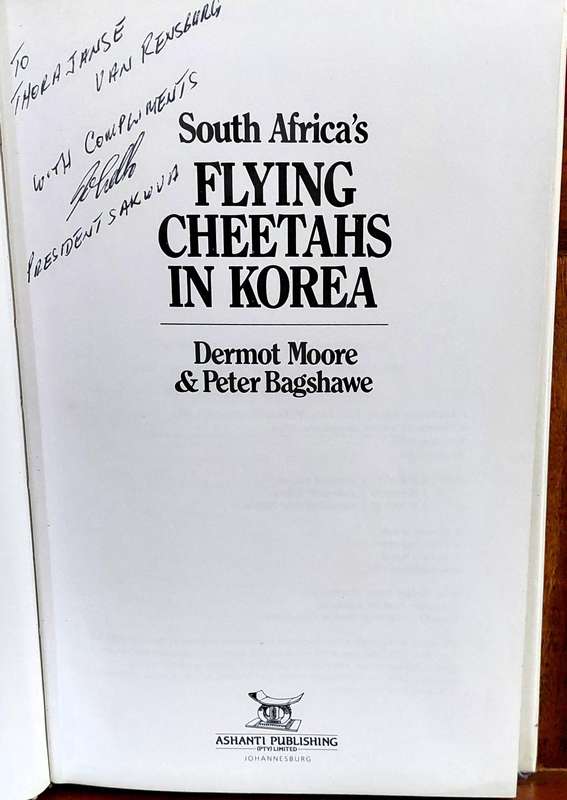 TO
THORA JANSE
VAN RENSBURG
WITH COMPLIMENTS
PRESIDENT SAKWVA
South Africa's
FLYING
CHEETAHS
IN KOREA
Dermot Moore
& Peter Bagshawe
ASHANTI PUBLISHING
(PTY) LIMITED
JOHANNESBURG